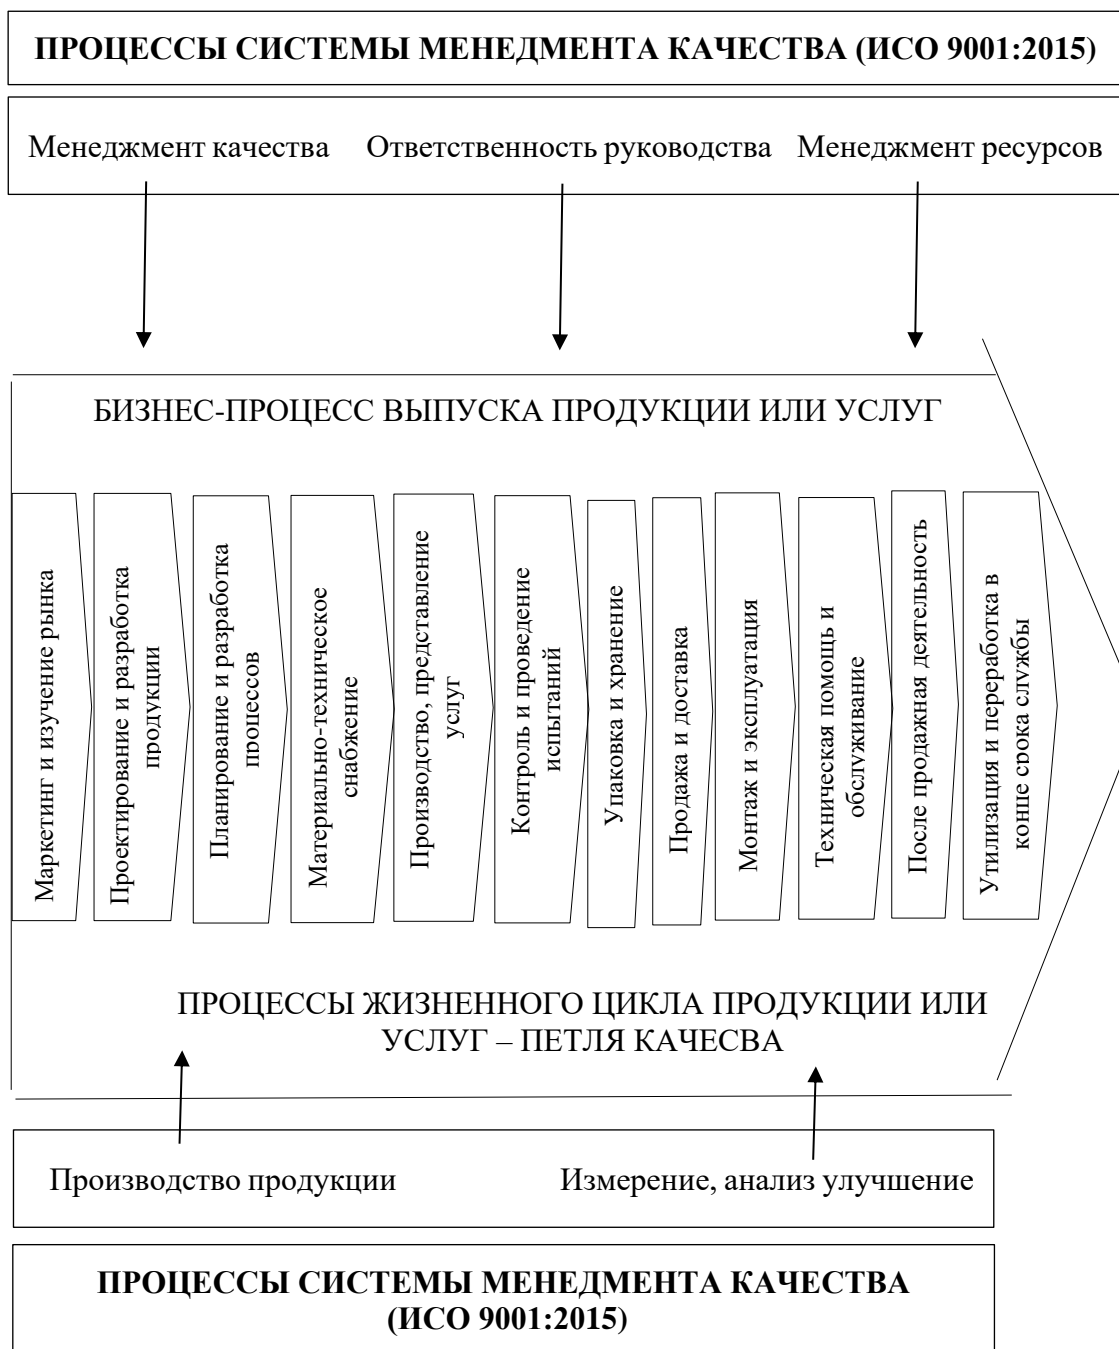 ПРОЦЕССЫ СИСТЕМЫ МЕНЕДМЕНТА КАЧЕСТВА (ИСО 9001:2015)
Менеджмент качества Ответственность руководства Менеджмент ресурсов
БИЗНЕС-ПРОЦЕСС ВЫПУСКА ПРОДУКЦИИ ИЛИ УСЛУГ
Маркетинг и изучение рынка
Проектирование и разработка
продукции
Планирование и разработка
процессов
Материально-техническое
снабжение
Производство, представление
услуг
Контроль и проведение
испытаний
Упаковка и хранение
Продажа и доставка
Монтаж и эксплуатация
Техническая помощь и
обслуживание
После продажная деятельность
Утилизация и переработка в
конце срока службы
ПРОЦЕССЫ ЖИЗНЕННОГО ЦИКЛА ПРОДУКЦИИ ИЛИ
УСЛУГ – ПЕТЛЯ КАЧЕСВА
Производство продукции Измерение, анализ улучшение
ПРОЦЕССЫ СИСТЕМЫ МЕНЕДМЕНТА КАЧЕСТВА
(ИСО 9001:2015)